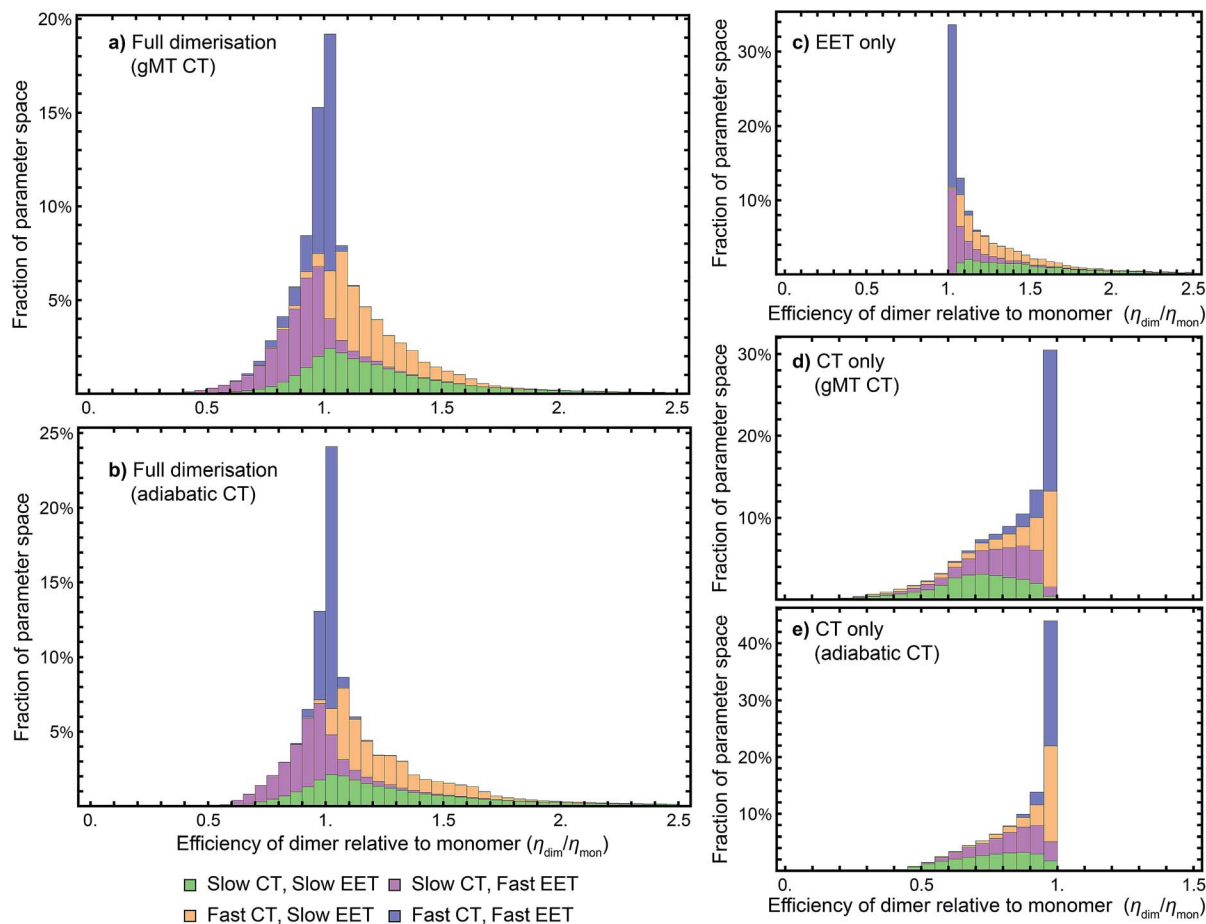 20%
15%
10%
5%
Fraction of parameter space
a) Full dimerisation
(gMT CT)
0. 0.5 1. 1.5 2. 2.5
25%
20%
15%
10%
5%
Fraction of parameter space
b) Full dimerisation
(adiabatic CT)
0. 0.5 1. 1.5 2. 2.5
Efficiency of dimer relative to monomer (η_dim/η_mon)
Slow CT, Slow EET Slow CT, Fast EET
Fast CT, Slow EET Fast CT, Fast EET
30%
20%
10%
Fraction of parameter space
c) EET only
0. 0.5 1. 1.5 2. 2.5
Efficiency of dimer relative to monomer (η_dim/η_mon)
30%
20%
10%
Fraction of parameter space
d) CT only
(gMT CT)
40%
30%
20%
10%
Fraction of parameter space
e) CT only
(adiabatic CT)
0. 0.5 1. 1.5
Efficiency of dimer relative to monomer (η_dim/η_mon)